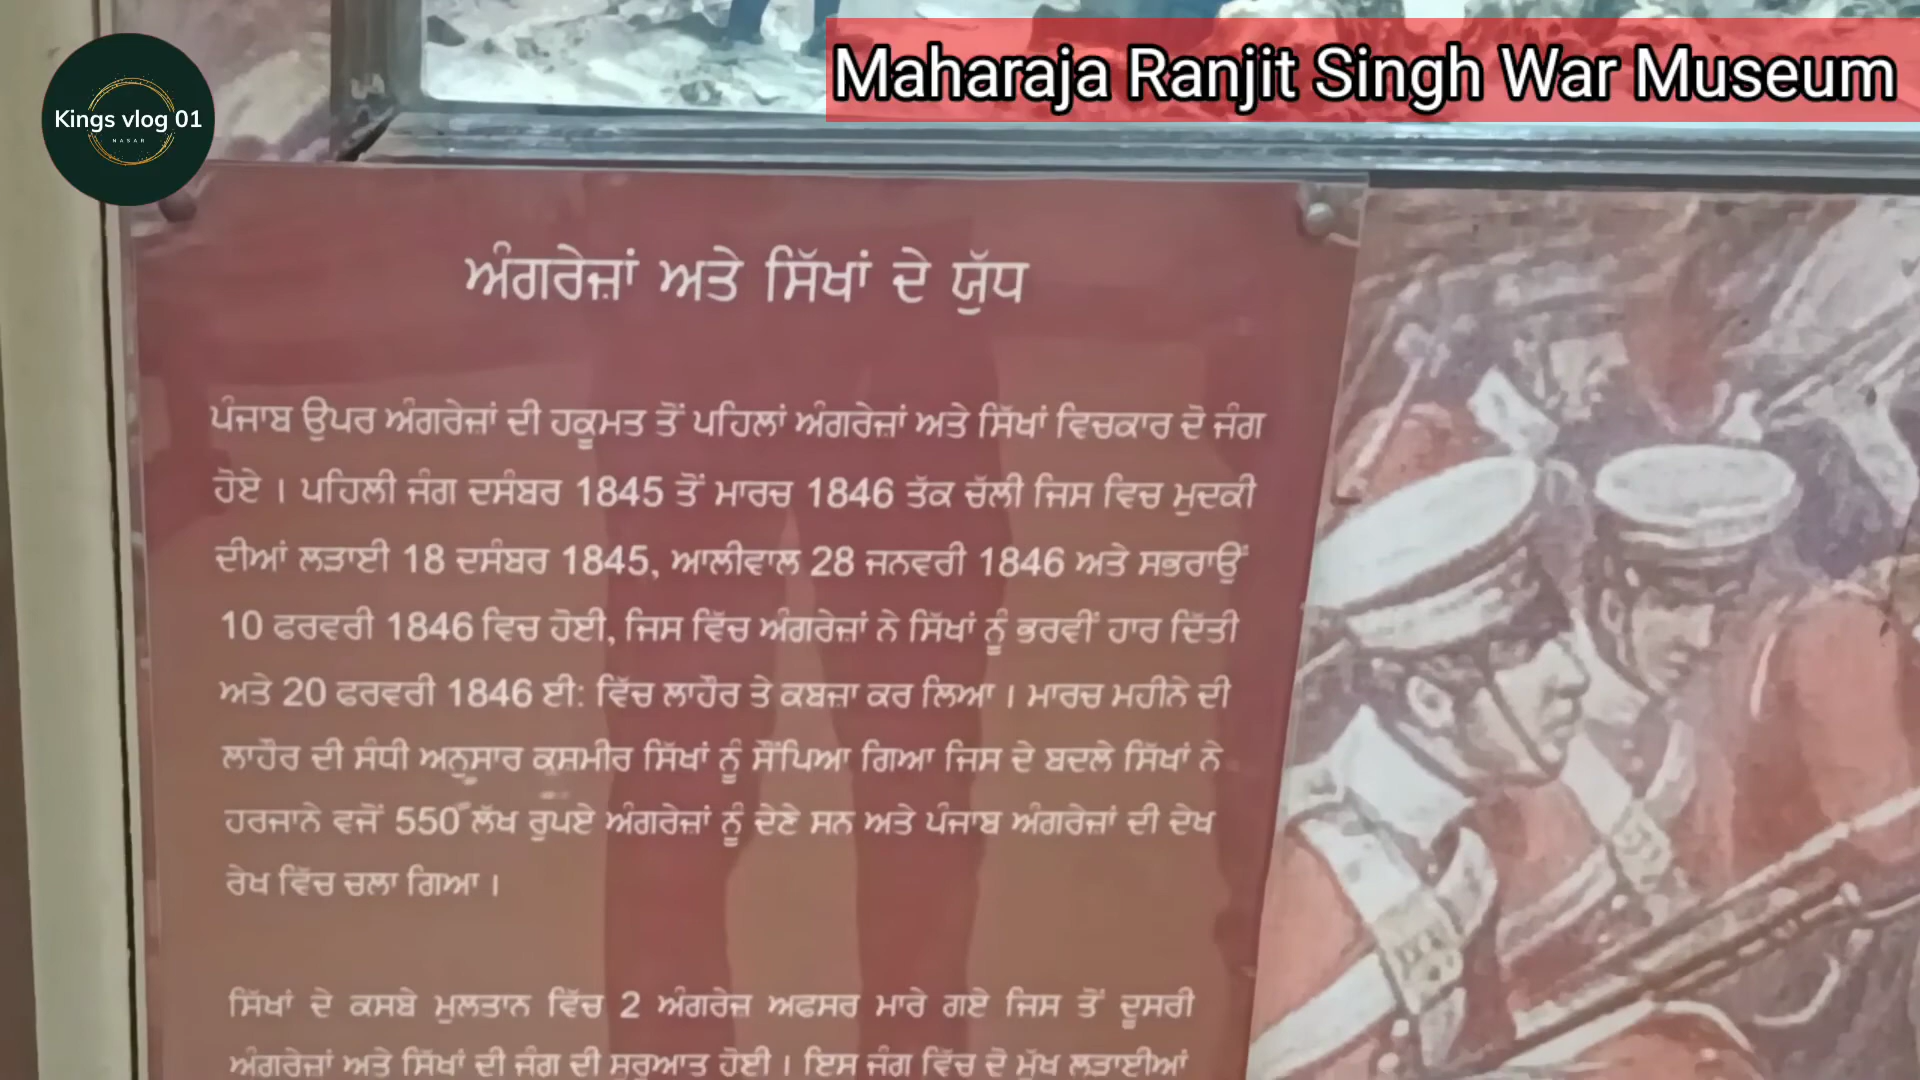 Maharaja Ranjit Singh War Museum
Kings vlog 01
NASAR
ਅੰਗਰੇਜ਼ਾਂ ਅਤੇ ਸਿੱਖਾਂ ਦੇ ਯੁੱਧ
ਪੰਜਾਬ ਉਪਰ ਅੰਗਰੇਜ਼ਾਂ ਦੀ ਹਕੂਮਤ ਤੋਂ ਪਹਿਲਾਂ ਅੰਗਰੇਜ਼ਾਂ ਅਤੇ ਸਿੱਖਾਂ ਵਿਚਕਾਰ ਦੋ ਜੰਗ
ਹੋਏ । ਪਹਿਲੀ ਜੰਗ ਦਸੰਬਰ 1845 ਤੋਂ ਮਾਰਚ 1846 ਤੱਕ ਚੱਲੀ ਜਿਸ ਵਿਚ ਮੁਦਕੀ
ਦੀਆਂ ਲੜਾਈ 18 ਦਸੰਬਰ 1845, ਆਲੀਵਾਲ 28 ਜਨਵਰੀ 1846 ਅਤੇ ਸਭਰਾਉਂ
10 ਫਰਵਰੀ 1846 ਵਿਚ ਹੋਈ, ਜਿਸ ਵਿੱਚ ਅੰਗਰੇਜ਼ਾਂ ਨੇ ਸਿੱਖਾਂ ਨੂੰ ਭਰਵੀਂ ਹਾਰ ਦਿੱਤੀ
ਅਤੇ 20 ਫਰਵਰੀ 1846 ਈ: ਵਿੱਚ ਲਾਹੌਰ ਤੇ ਕਬਜ਼ਾ ਕਰ ਲਿਆ । ਮਾਰਚ ਮਹੀਨੇ ਦੀ
ਲਾਹੌਰ ਦੀ ਸੰਧੀ ਅਨੁਸਾਰ ਕਸਮੀਰ ਸਿੱਖਾਂ ਨੂੰ ਸੌਂਪਿਆ ਗਿਆ ਜਿਸ ਦੇ ਬਦਲੇ ਸਿੱਖਾਂ ਨੇ
ਹਰਜਾਨੇ ਵਜੋਂ 550 ਲੱਖ ਰੁਪਏ ਅੰਗਰੇਜ਼ਾਂ ਨੂੰ ਦੇਣੇ ਸਨ ਅਤੇ ਪੰਜਾਬ ਅੰਗਰੇਜ਼ਾਂ ਦੀ ਦੇਖ
ਰੇਖ ਵਿੱਚ ਚਲਾ ਗਿਆ ।
ਸਿੱਖਾਂ ਦੇ ਕਸਬੇ ਮੁਲਤਾਨ ਵਿੱਚ 2 ਅੰਗਰੇਜ਼ ਅਫਸਰ ਮਾਰੇ ਗਏ ਜਿਸ ਤੋਂ ਦੂਸਰੀ
ਅੰਗਰੇਜ਼ਾਂ ਅਤੇ ਸਿੱਖਾਂ ਦੀ ਜੰਗ ਦੀ ਸੁਰੂਆਤ ਹੋਈ । ਇਸ ਜੰਗ ਵਿੱਚ ਦੋ ਮੁੱਖ ਲੜਾਈਆਂ